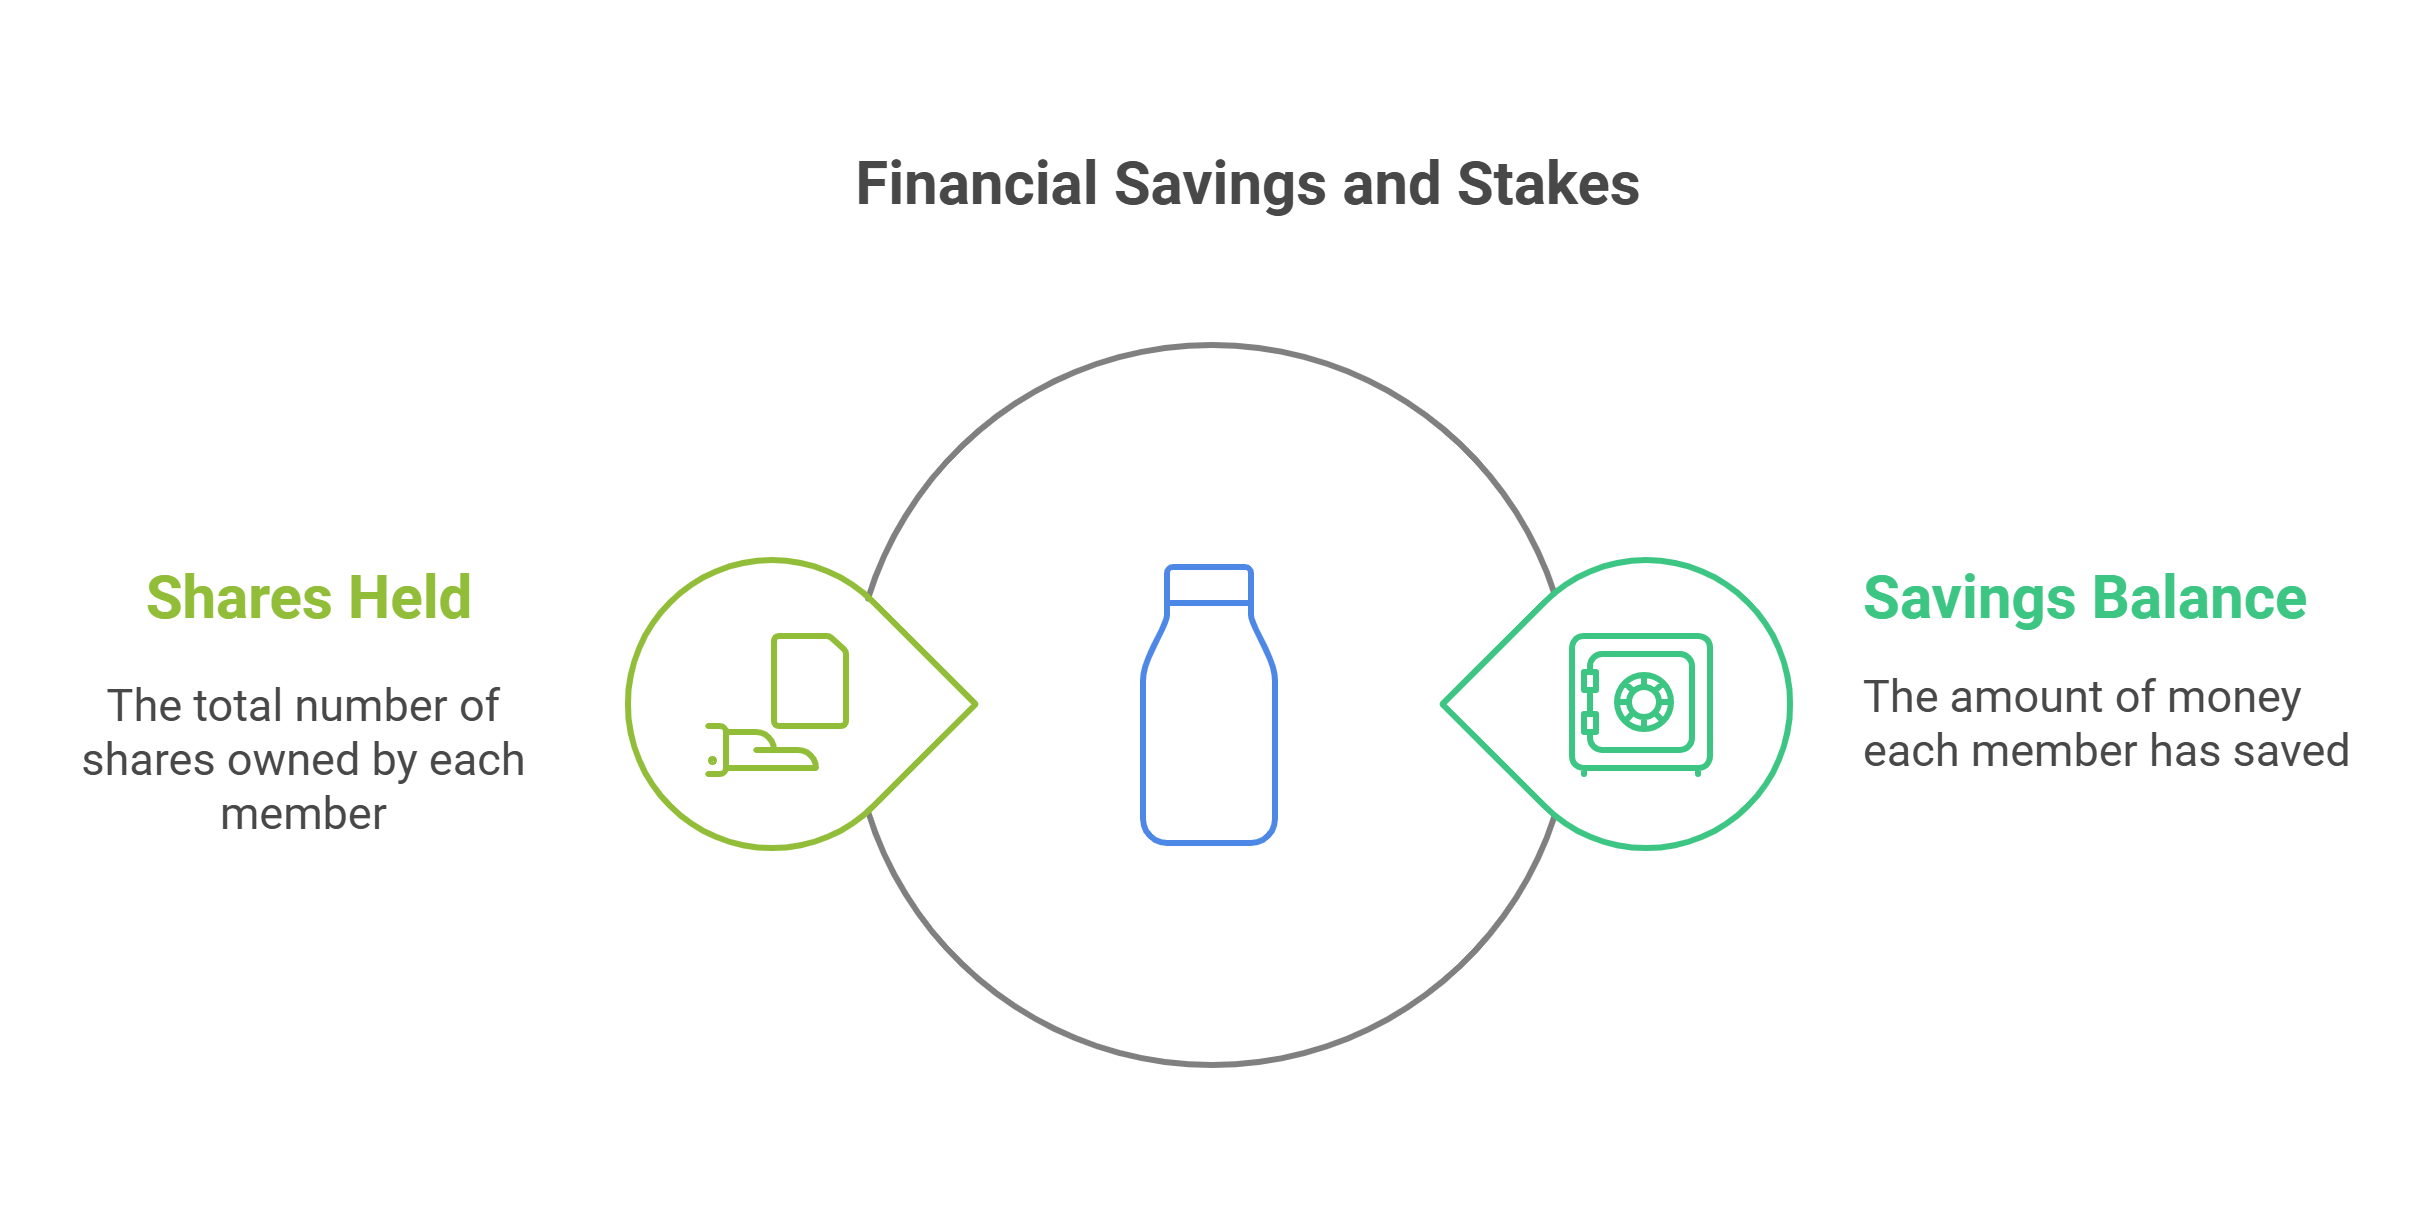 Financial Savings and Stakes
Shares Held
The total number of
shares owned by each
member
Savings Balance
The amount of money
each member has saved